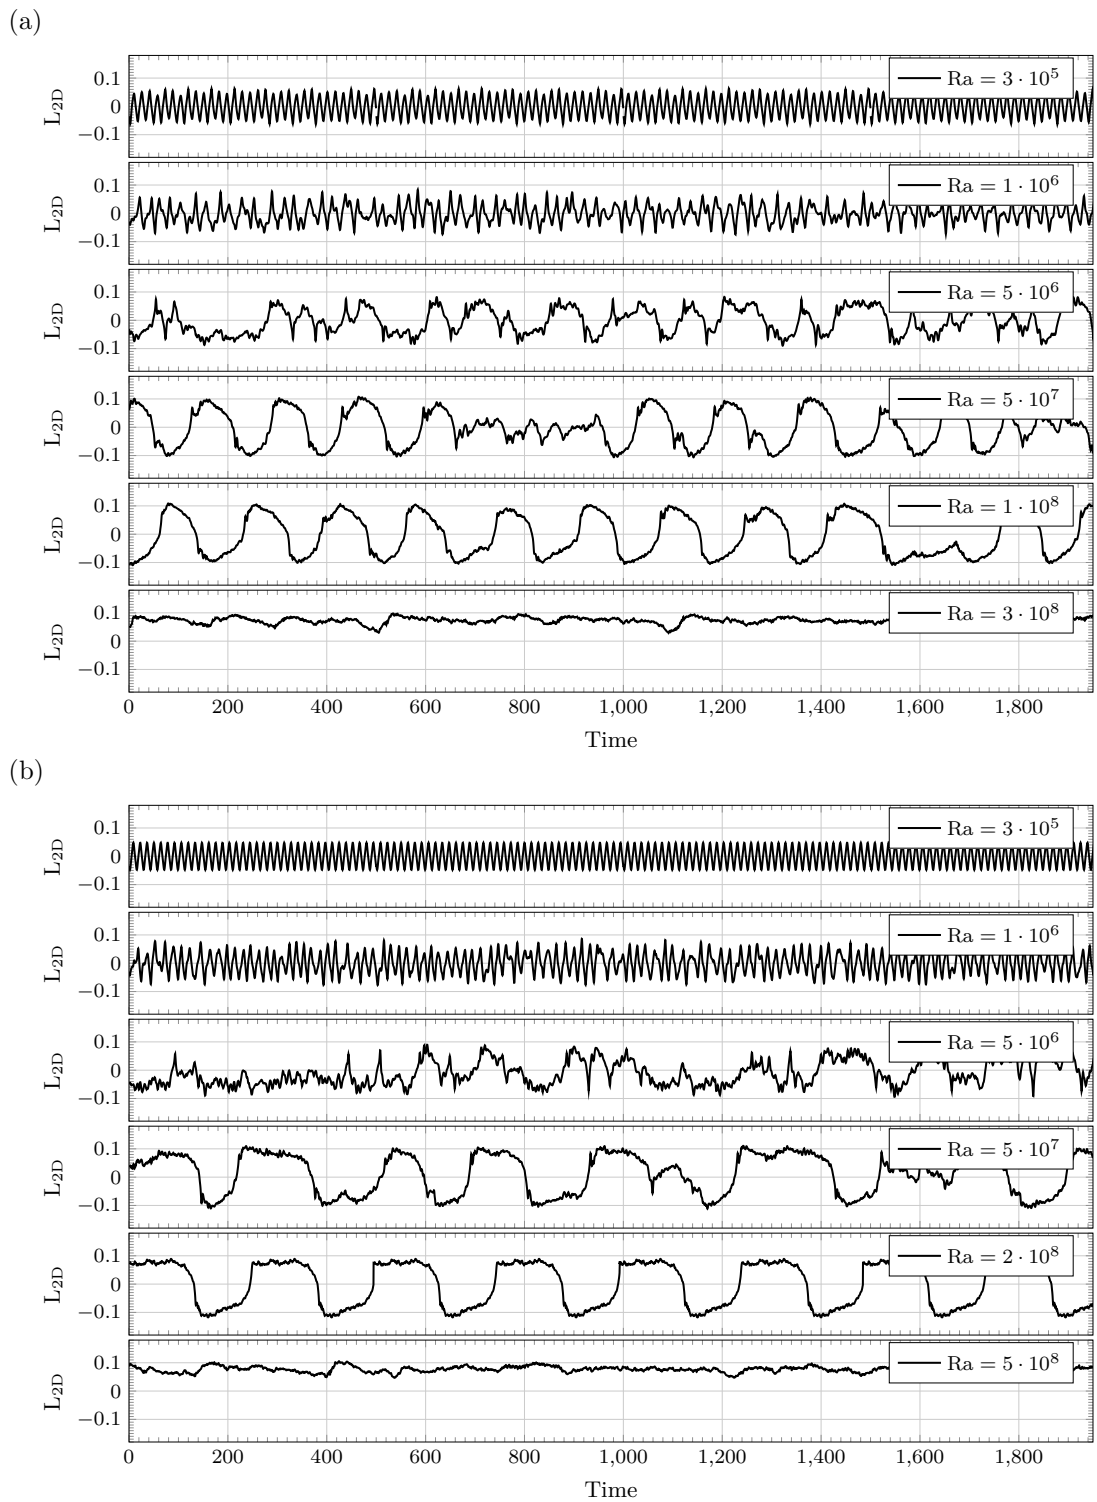 (a)
0.1
0
−0.1
L2D
Ra = 3 · 10^5
0.1
0
−0.1
L2D
Ra = 1 · 10^6
0.1
0
−0.1
L2D
Ra = 5 · 10^6
0.1
0
−0.1
L2D
Ra = 5 · 10^7
0.1
0
−0.1
L2D
Ra = 1 · 10^8
0.1
0
−0.1
L2D
Ra = 3 · 10^8
0 200 400 600 800 1,000 1,200 1,400 1,600 1,800
Time
(b)
0.1
0
−0.1
L2D
Ra = 3 · 10^5
0.1
0
−0.1
L2D
Ra = 1 · 10^6
0.1
0
−0.1
L2D
Ra = 5 · 10^6
0.1
0
−0.1
L2D
Ra = 5 · 10^7
0.1
0
−0.1
L2D
Ra = 2 · 10^8
0.1
0
−0.1
L2D
Ra = 5 · 10^8
0 200 400 600 800 1,000 1,200 1,400 1,600 1,800
Time